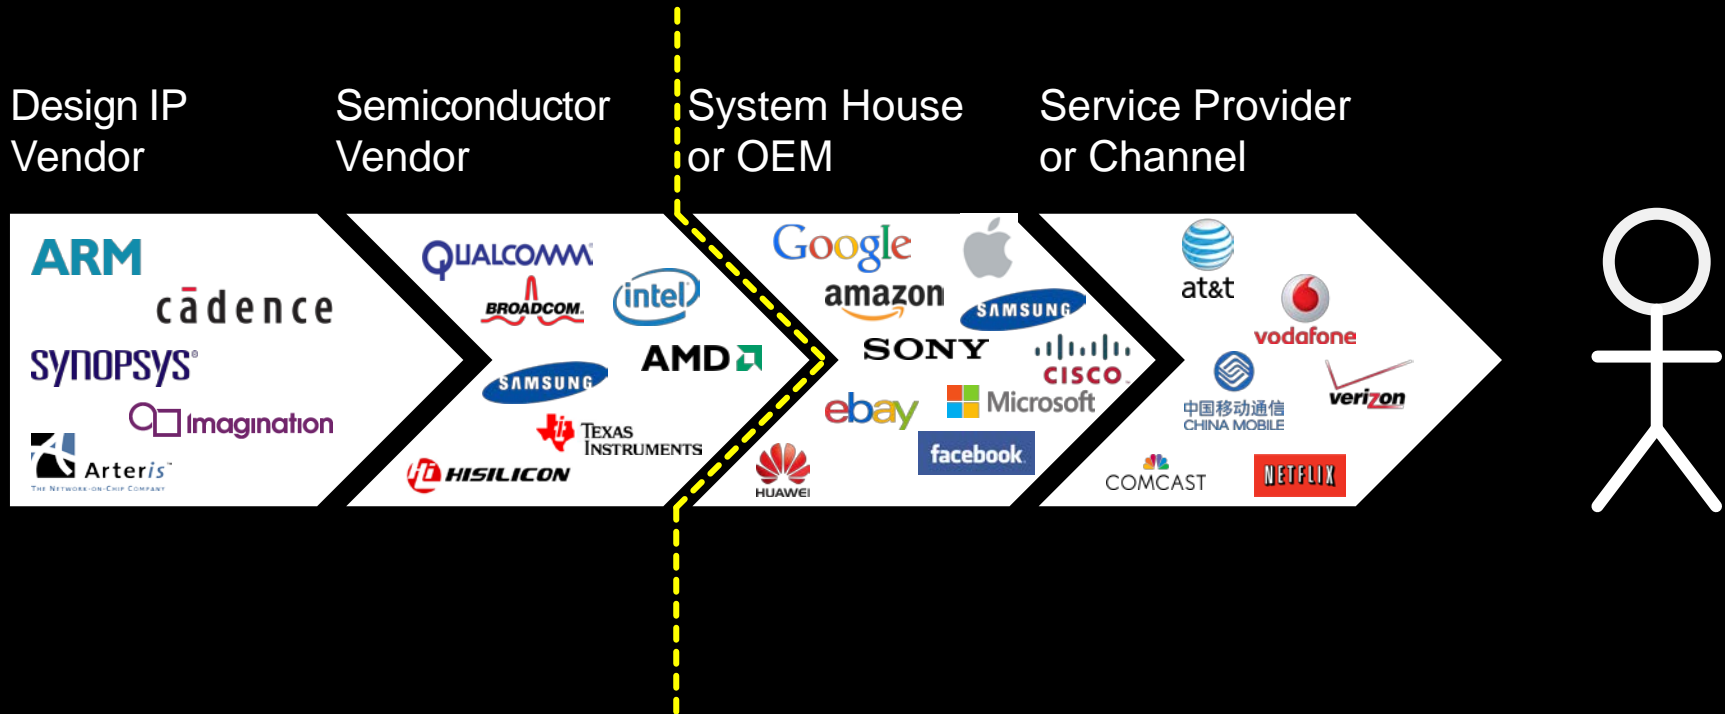 Design IP
Vendor
Semiconductor
Vendor
System House
or OEM
Service Provider
or Channel
ARM
cādence
SYNOPSYS®
Imagination
Arteris™
THE NETWORK-ON-CHIP COMPANY
QUALCOMM®
BROADCOM.
intel
AMD
SAMSUNG
TEXAS
INSTRUMENTS
HISILICON
Google
amazon
SAMSUNG
SONY
CISCO
ebay
Microsoft
facebook
HUAWEI
at&t
vodafone
中国移动通信
CHINA MOBILE
verizon
COMCAST
NETFLIX